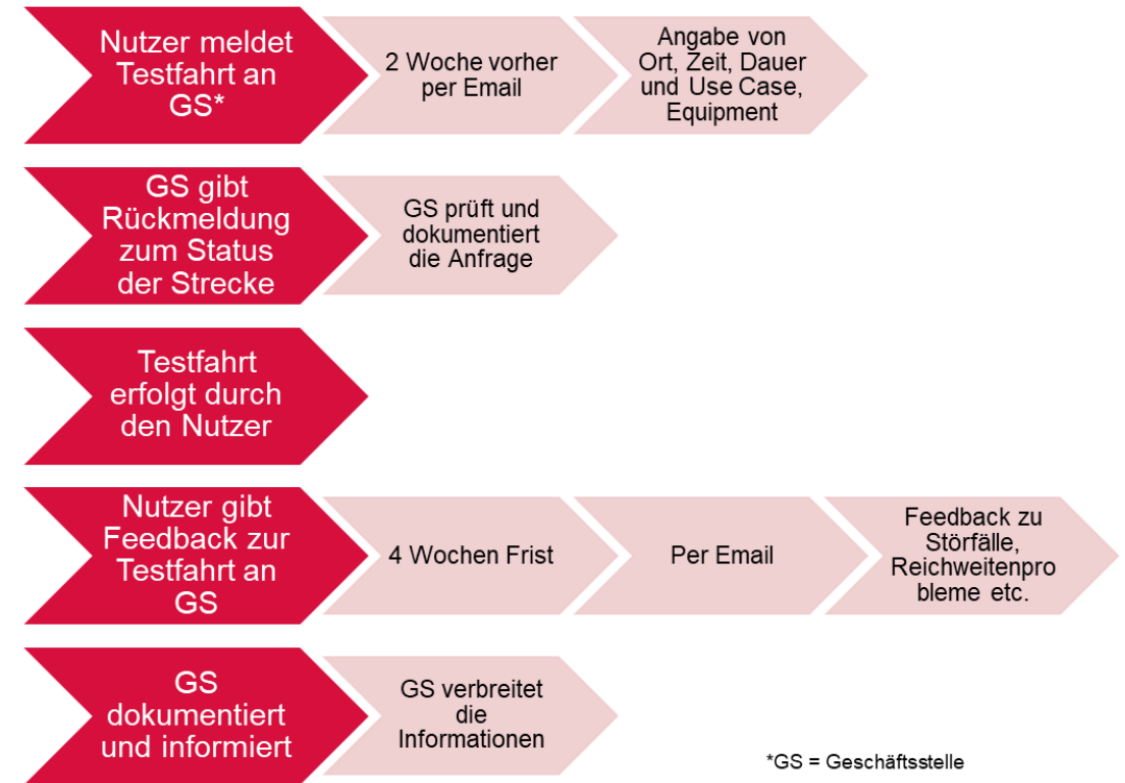 Nutzer meldet
Testfahrt an
GS*
2 Woche vorher
per Email
Angabe von
Ort, Zeit, Dauer
und Use Case,
Equipment
GS gibt
Rückmeldung
zum Status
der Strecke
GS prüft und
dokumentiert
die Anfrage
Testfahrt
erfolgt durch
den Nutzer
Nutzer gibt
Feedback zur
Testfahrt an
GS
4 Wochen Frist
Per Email
Feedback zu
Störfälle,
Reichweitenpro
bleme etc.
GS
dokumentiert
und informiert
GS verbreitet
die
Informationen
*GS = Geschäftsstelle